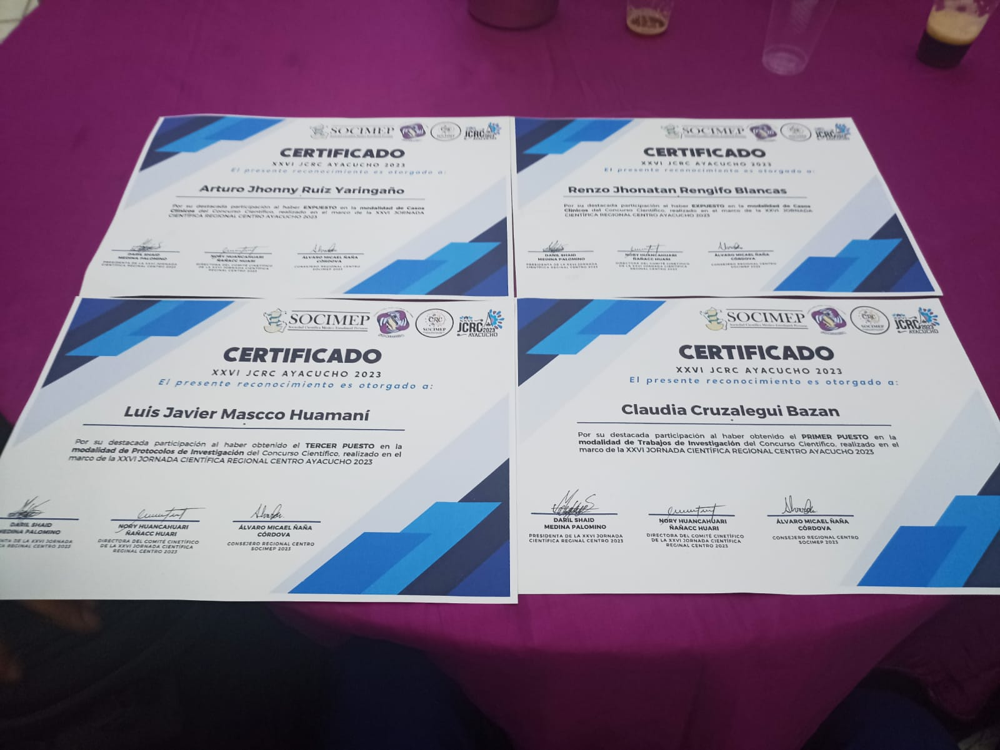 SOCIMEP
JCRC
CERTIFICADO
XXVI JCRC AYACUCHO 2023
El presente reconocimiento es otorgado a:
Arturo Jhonny Ruiz Yaringaño
Por su destacada participación al haber EXPUESTO en la modalidad de Casos
Clínicos del Concurso Científico, realizado en el marco de la XXVI JORNADA
CIENTÍFICA REGIONAL CENTRO AYACUCHO 2023
DARIL SHAID
MEDINA PALOMINO
PRESIDENTA DE LA XXVI JORNADA
CIENTÍFICA REGINAL CENTRO 2023
NORY HUANCAHUARI
ÑAÑACC HUARI
DIRECTORA DEL COMITÉ CINETÍFICO
DE LA XXVI JORNADA CIENTÍFICA
REGINAL CENTRO 2023
ÁLVARO MICAEL ÑAÑA
CÓRDOVA
CONSEJERO REGIONAL CENTRO
SOCIMEP 2023
SOCIMEP
JCRC
CERTIFICADO
XXVI JCRC AYACUCHO 2023
El presente reconocimiento es otorgado a:
Renzo Jhonatan Rengifo Blancas
Por su destacada participación al haber EXPUESTO en la modalidad de Casos
Clínicos del Concurso Científico, realizado en el marco de la XXVI JORNADA
CIENTÍFICA REGIONAL CENTRO AYACUCHO 2023
DARIL SHAID
MEDINA PALOMINO
PRESIDENTA DE LA XXVI JORNADA
CIENTÍFICA REGINAL CENTRO 2023
NORY HUANCAHUARI
ÑAÑACC HUARI
DIRECTORA DEL COMITÉ CINETÍFICO
DE LA XXVI JORNADA CIENTÍFICA
REGINAL CENTRO 2023
ÁLVARO MICAEL ÑAÑA
CÓRDOVA
CONSEJERO REGIONAL CENTRO
SOCIMEP 2023
SOCIMEP
Sociedad Científica Médico Estudiantil Peruana
CRC
SOCIMEP
XXVI
JCRC2023
AYACUCHO
CERTIFICADO
XXVI JCRC AYACUCHO 2023
El presente reconocimiento es otorgado a:
Luis Javier Mascco Huamaní
Por su destacada participación al haber obtenido el TERCER PUESTO en la
modalidad de Protocolos de Investigación del Concurso Científico, realizado en el
marco de la XXVI JORNADA CIENTÍFICA REGIONAL CENTRO AYACUCHO 2023
DARIL SHAID
MEDINA PALOMINO
NTA DE LA XXVI JORNADA
CA REGINAL CENTRO 2023
NORY HUANCAHUARI
ÑAÑACC HUARI
DIRECTORA DEL COMITÉ CINETÍFICO
DE LA XXVI JORNADA CIENTÍFICA
REGINAL CENTRO 2023
Alvaro
ÁLVARO MICAEL ÑAÑA
CÓRDOVA
CONSEJERO REGIONAL CENTRO
SOCIMEP 2023
SOCIMEP
Sociedad Científica Médico Estudiantil Peruana
CRC
SOCIMEP
XXVI
JCRC2023
AYACUCHO
CERTIFICADO
XXVI JCRC AYACUCHO 2023
El presente reconocimiento es otorgado a:
Claudia Cruzalegui Bazan
Por su destacada participación al haber obtenido el PRIMER PUESTO en la
modalidad de Trabajos de Investigación del Concurso Científico, realizado en el
marco de la XXVI JORNADA CIENTÍFICA REGIONAL CENTRO AYACUCHO 2023
DARIL SHAID
MEDINA PALOMINO
PRESIDENTA DE LA XXVI JORNADA
CIENTÍFICA REGINAL CENTRO 2023
NORY HUANCAHUARI
ÑAÑACC HUARI
DIRECTORA DEL COMITÉ CINETÍFICO
DE LA XXVI JORNADA CIENTÍFICA
REGINAL CENTRO 2023
Alvaro
ÁLVARO MICAEL ÑAÑA
CÓRDOVA
CONSEJERO REGIONAL CENTRO
SOCIMEP 2023